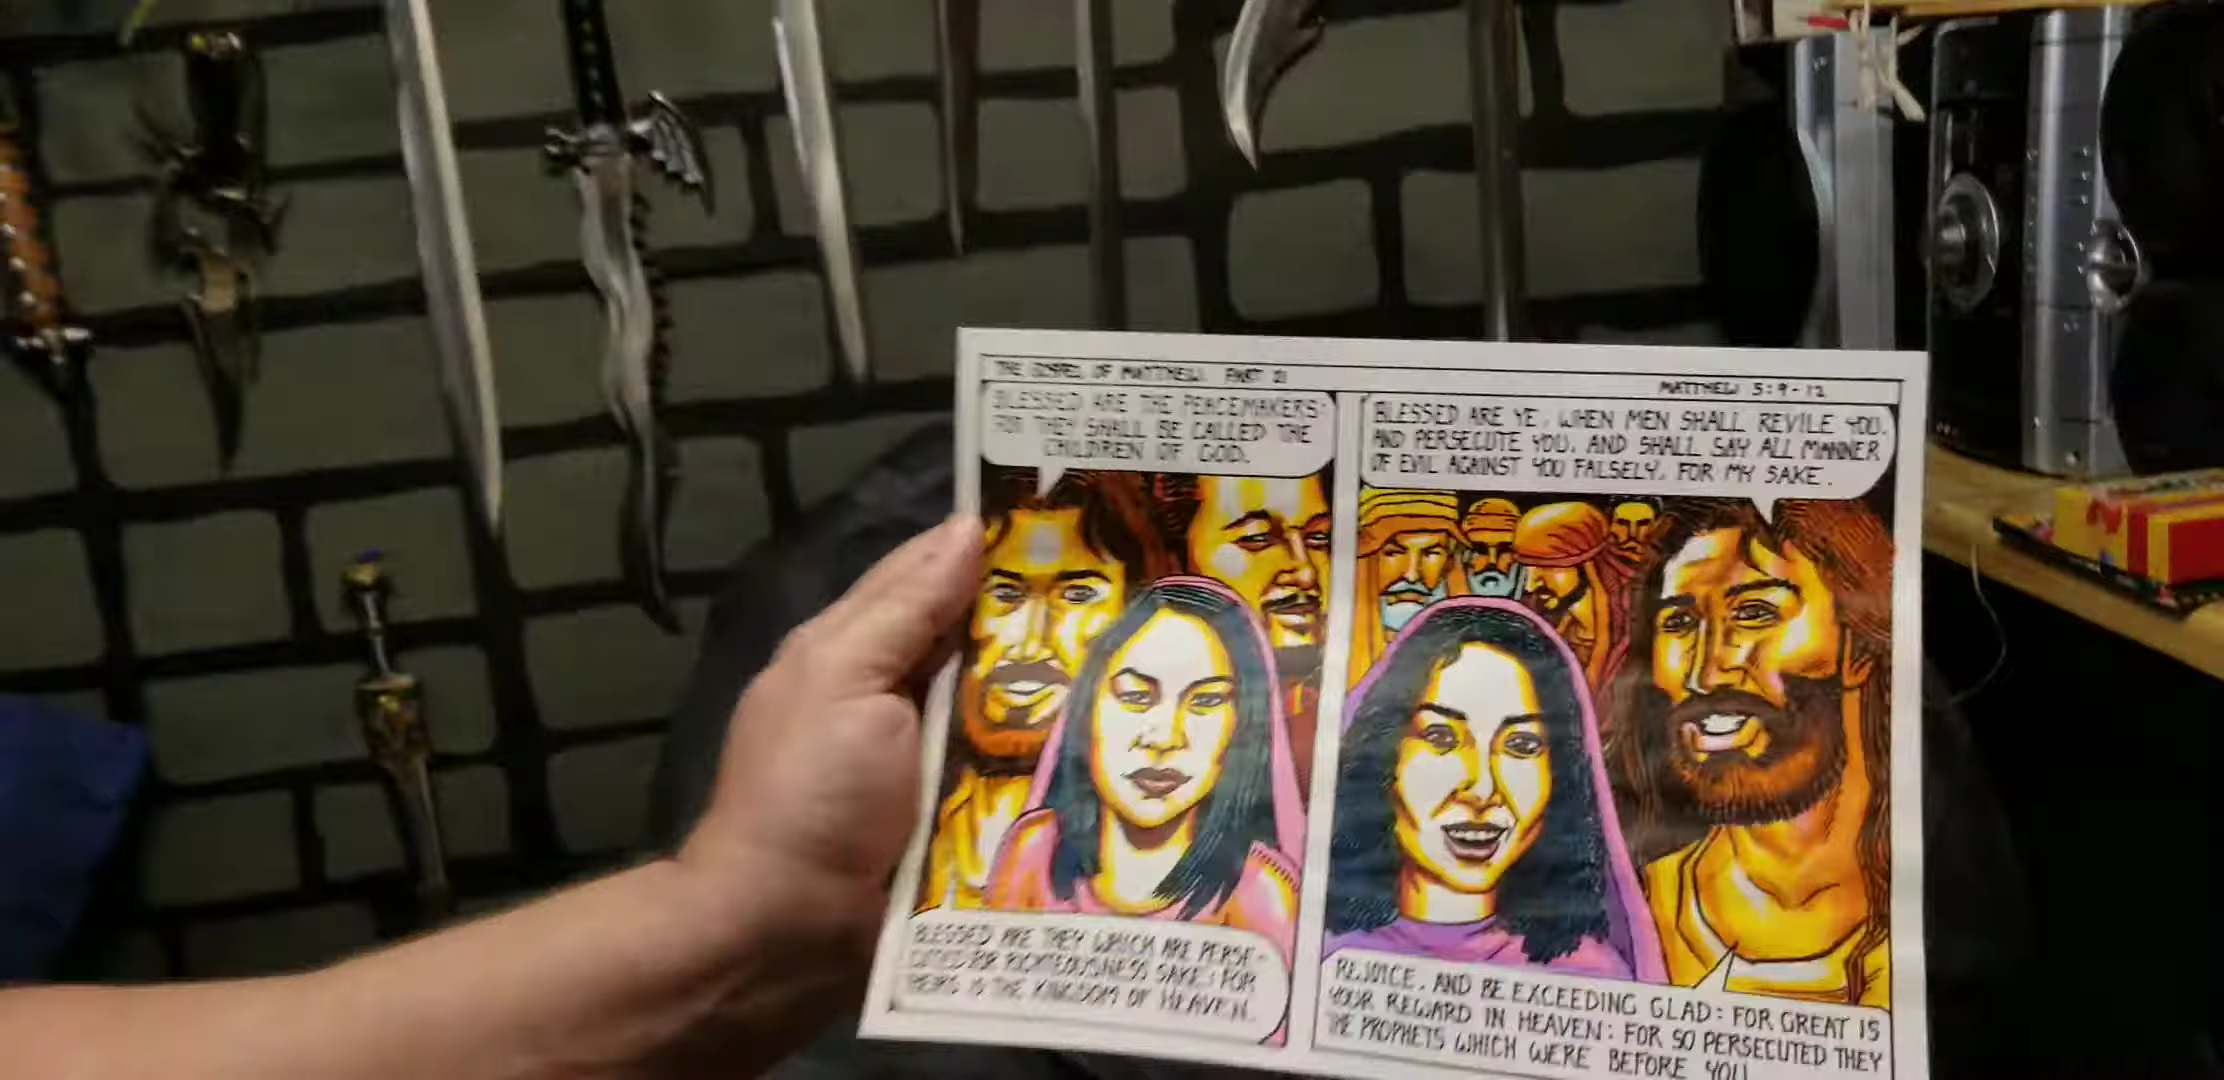 THE GOSPEL OF MATTHEW. PART 21
MATTHEW 5:9-12
BLESSED ARE THE PEACEMAKERS:
FOR THEY SHALL BE CALLED THE
CHILDREN OF GOD.
BLESSED ARE THEY WHICH ARE PERSE-
CUTED FOR RIGHTEOUSNESS SAKE: FOR
THEIRS IS THE KINGDOM OF HEAVEN.
BLESSED ARE YE, WHEN MEN SHALL REVILE YOU,
AND PERSECUTE YOU, AND SHALL SAY ALL MANNER
OF EVIL AGAINST YOU FALSELY, FOR MY SAKE.
REJOICE, AND BE EXCEEDING GLAD: FOR GREAT IS
YOUR REWARD IN HEAVEN: FOR SO PERSECUTED THEY
THE PROPHETS WHICH WERE BEFORE YOU